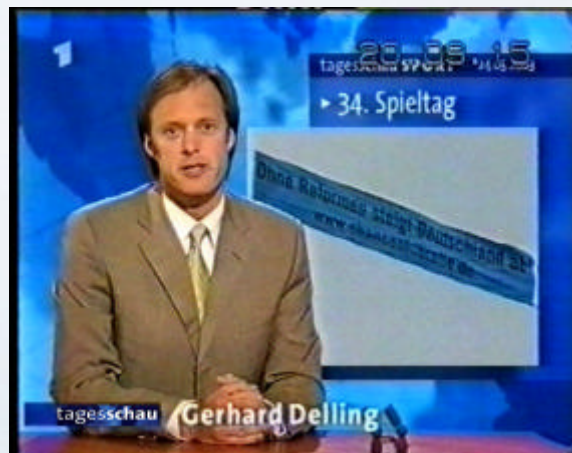 1
20:09:15
tagesschau SPORT
34. Spieltag
Ohne Reformen steigt Deutschland ab
tagesschau
Gerhard Delling